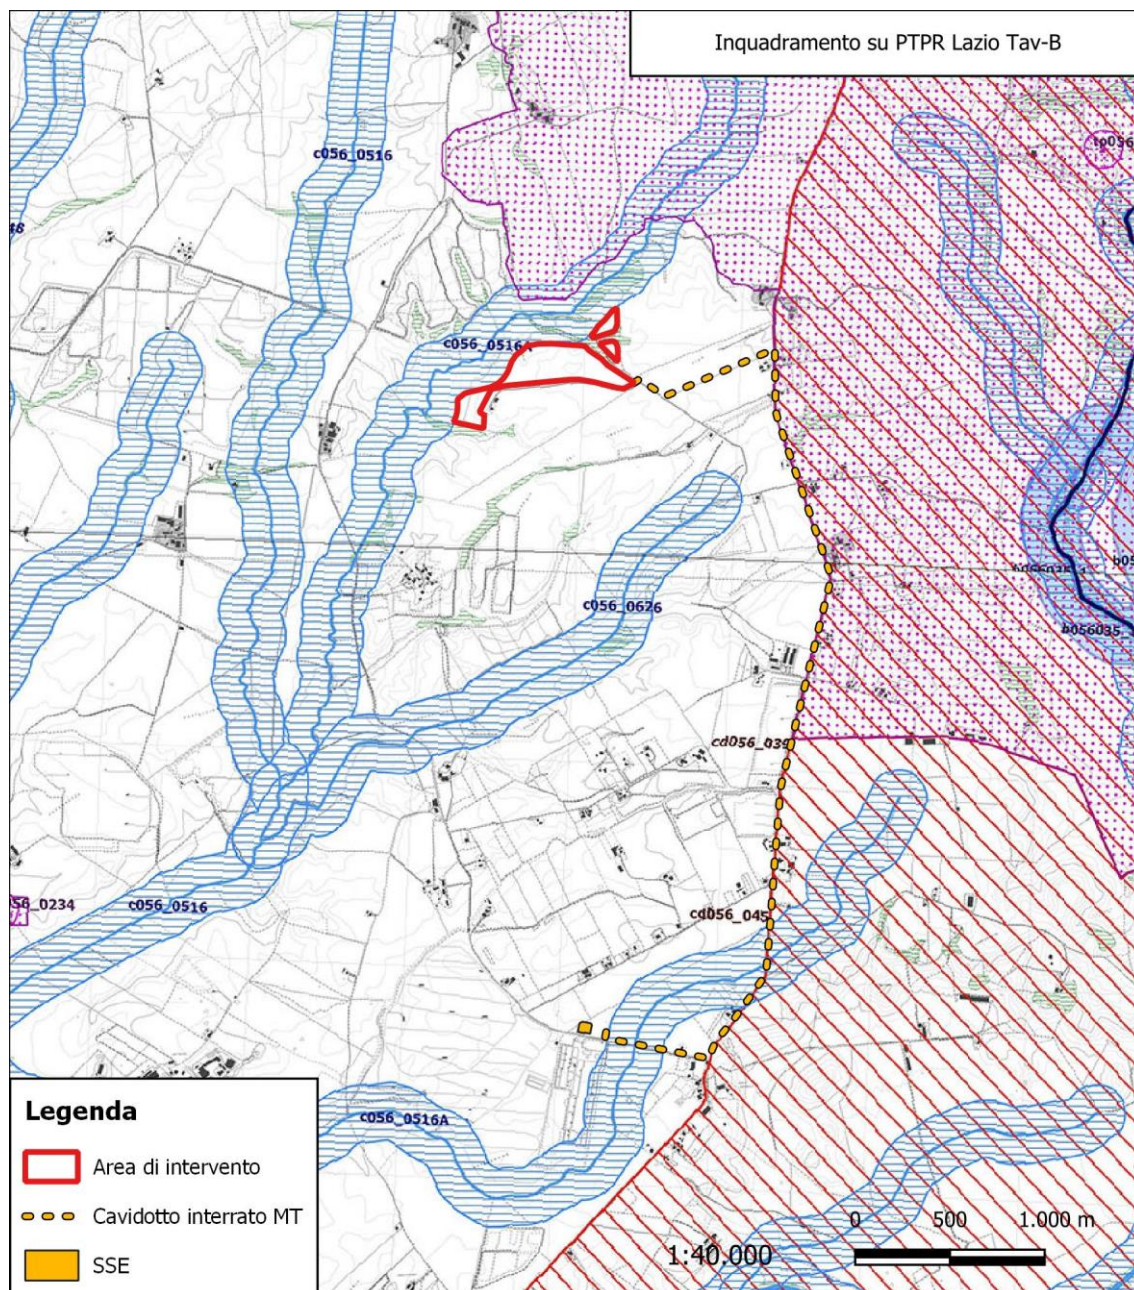 Inquadramento su PTPR Lazio Tav-B
c056_0516
c056_0516A
c056_0626
b056035_
cd056_039
56_0234
c056_0516
cd056_045
c056_0516A
Legenda
Area di intervento
Cavidotto interrato MT
SSE
0 500 1.000 m
1:40.000